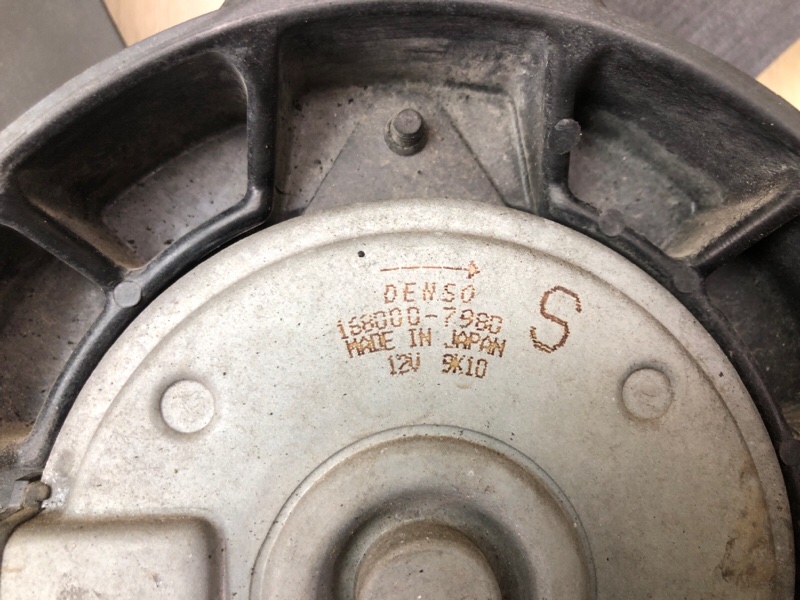 DENSO
168000-7980
MADE IN JAPAN
12V 9K10
S